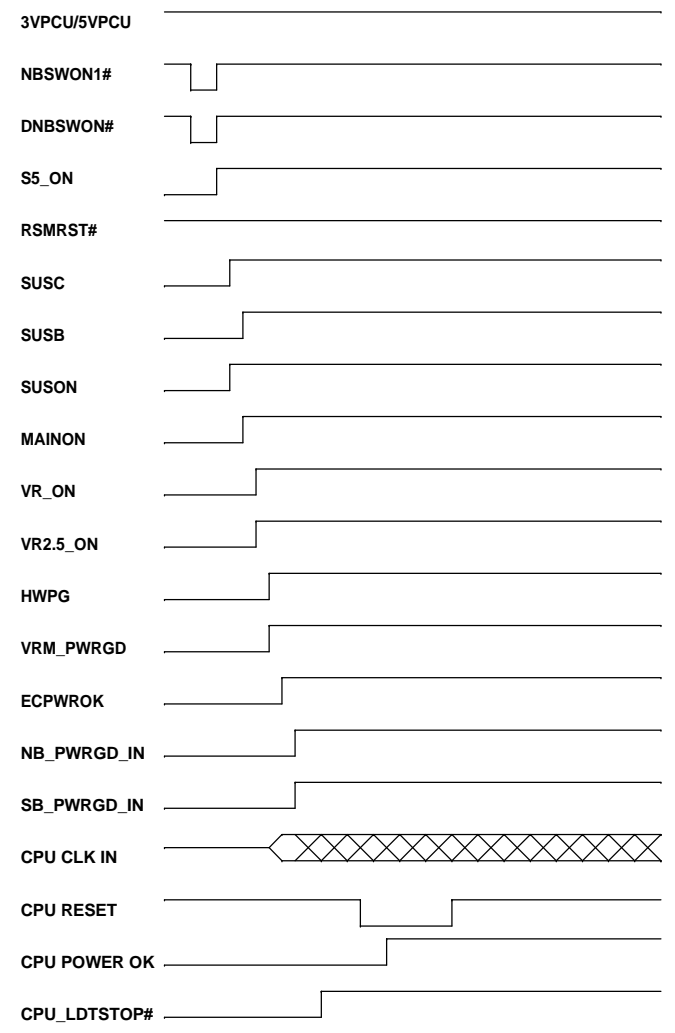 3VPCU/5VPCU
NBSWON1#
DNBSWON#
S5_ON
RSMRST#
SUSC
SUSB
SUSON
MAINON
VR_ON
VR2.5_ON
HWPG
VRM_PWRGD
ECPWROK
NB_PWRGD_IN
SB_PWRGD_IN
CPU CLK IN
CPU RESET
CPU POWER OK
CPU_LDTSTOP#